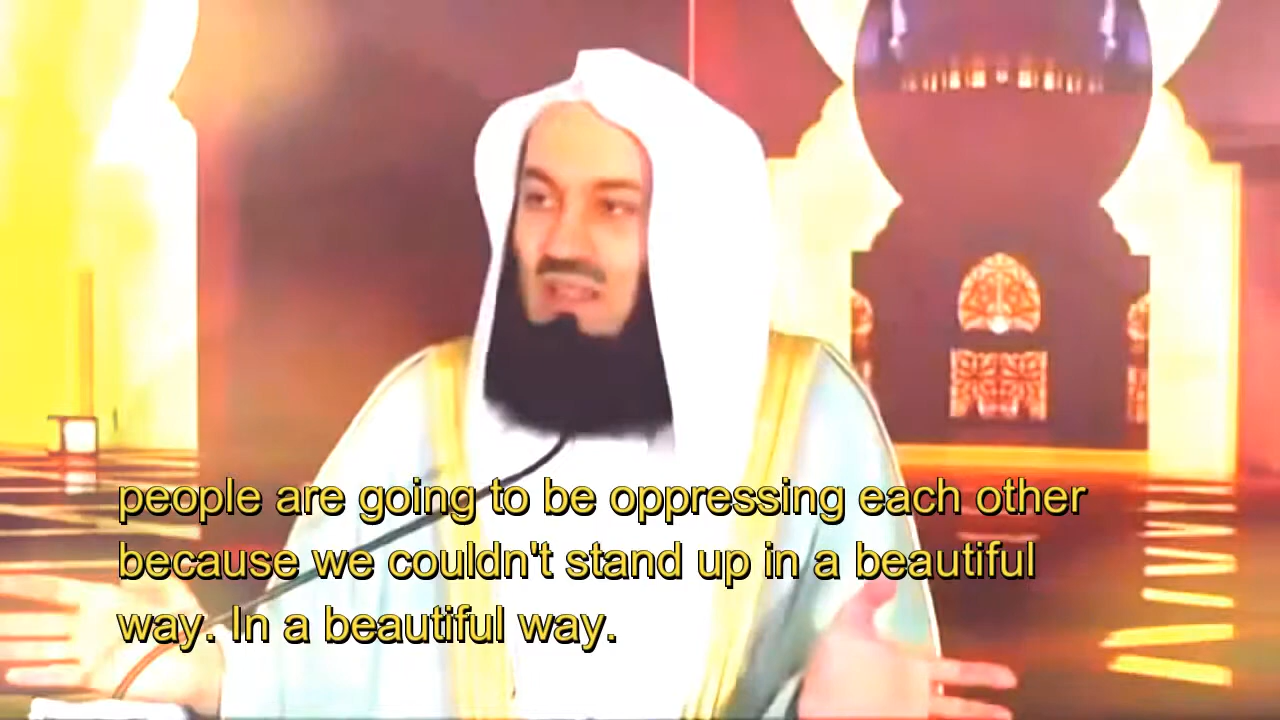 people are going to be oppressing each other
because we couldn't stand up in a beautiful
way. In a beautiful way.